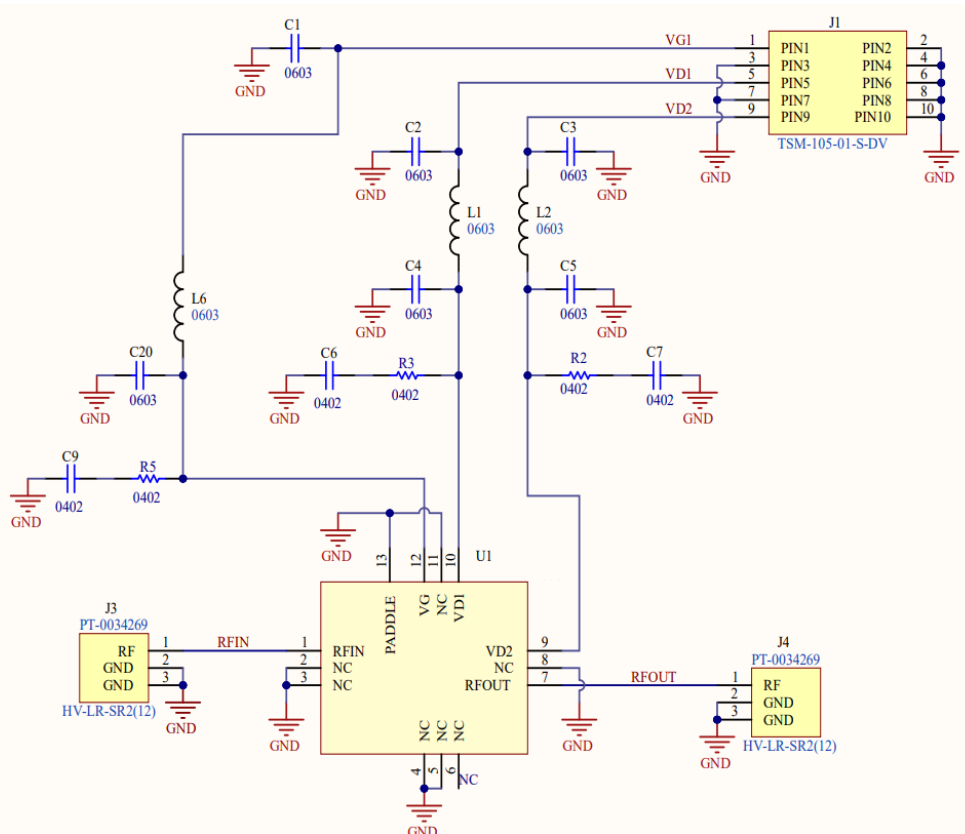 C1
0603
GND
VG1
VD1
VD2
J1
1 PIN1 PIN2 2
3 PIN3 PIN4 4
5 PIN5 PIN6 6
7 PIN7 PIN8 8
9 PIN9 PIN10 10
TSM-105-01-S-DV
GND
GND
C2
0603
GND
C3
0603
GND
L1
0603
L2
0603
C4
0603
GND
C5
0603
GND
L6
0603
C20
0603
GND
C6
0402
GND
R3
0402
R2
0402
C7
0402
GND
C9
0402
GND
R5
0402
GND
U1
13
12
11
10
PADDLE
VG
NC
VD1
J3
PT-0034269
RF 1
GND 2
GND 3
HV-LR-SR2(12)
GND
RFIN
1 RFIN
2 NC
3 NC
GND
VD2 9
NC 8
RFOUT 7
GND
RFOUT
J4
PT-0034269
1 RF
2 GND
3 GND
HV-LR-SR2(12)
GND
NC
NC
NC
4
5
6
NC
GND